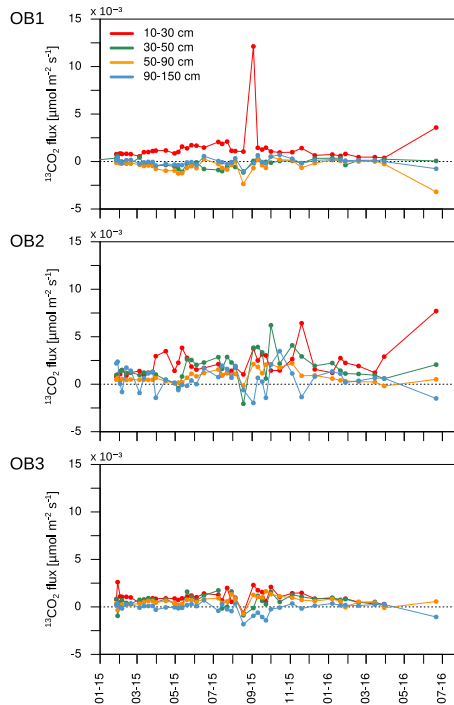 OB1
x 10⁻³
15
10
5
0
-5
¹³CO₂ flux [µmol m⁻² s⁻¹]
10-30 cm
30-50 cm
50-90 cm
90-150 cm
OB2
x 10⁻³
15
10
5
0
-5
¹³CO₂ flux [µmol m⁻² s⁻¹]
OB3
x 10⁻³
15
10
5
0
-5
¹³CO₂ flux [µmol m⁻² s⁻¹]
01-15
03-15
05-15
07-15
09-15
11-15
01-16
03-16
05-16
07-16